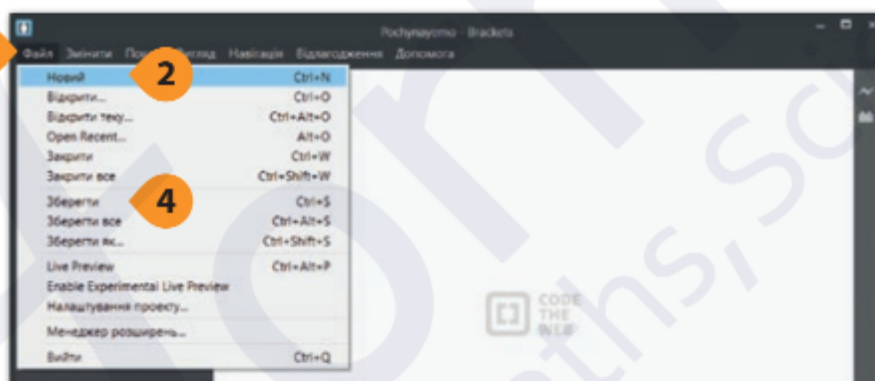 Pochynayemo - Brackets
Файл Змінити Вигляд Навігація Відлагодження Допомога
Новий Ctrl+N
2
Відкрити... Ctrl+O
Відкрити теку... Ctrl+Alt+O
Open Recent... Alt+O
Закрити Ctrl+W
Закрити все Ctrl+Shift+W
Зберегти Ctrl+S
4
Зберегти все Ctrl+Alt+S
Зберегти як... Ctrl+Shift+S
Live Preview Ctrl+Alt+P
Enable Experimental Live Preview
Налаштування проекту...
Менеджер розширень...
Вийти Ctrl+Q
CODE
THE
WEB